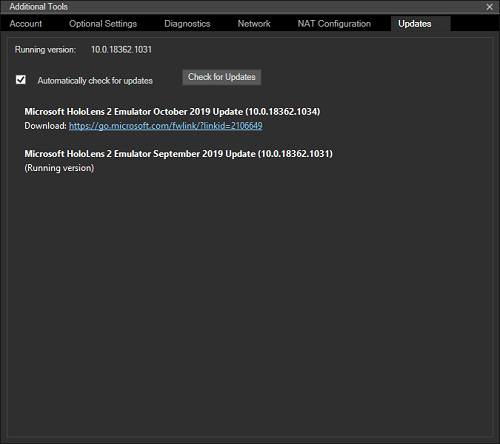 Additional Tools
Account Optional Settings Diagnostics Network NAT Configuration Updates
Running version: 10.0.18362.1031
Automatically check for updates Check for Updates
Microsoft HoloLens 2 Emulator October 2019 Update (10.0.18362.1034)
Download: https://go.microsoft.com/fwlink/?linkid=2106649
Microsoft HoloLens 2 Emulator September 2019 Update (10.0.18362.1031)
(Running version)